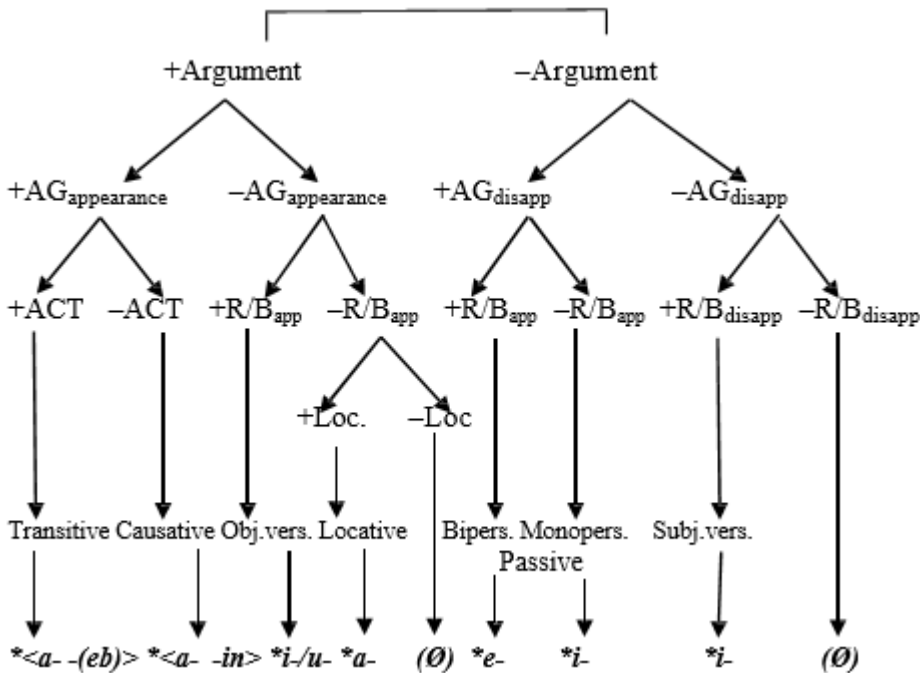 +Argument –Argument
+AGappearance –AGappearance +AGdisapp –AGdisapp
+ACT –ACT +R/Bapp –R/Bapp +R/Bapp –R/Bapp +R/Bdisapp –R/Bdisapp
+Loc. –Loc
Transitive Causative Obj.vers. Locative Bipers. Monopers. Subj.vers.
Passive
*<a- -(eb)> *<a- -in> *i-/u- *a- (Ø) *e- *i- *i- (Ø)